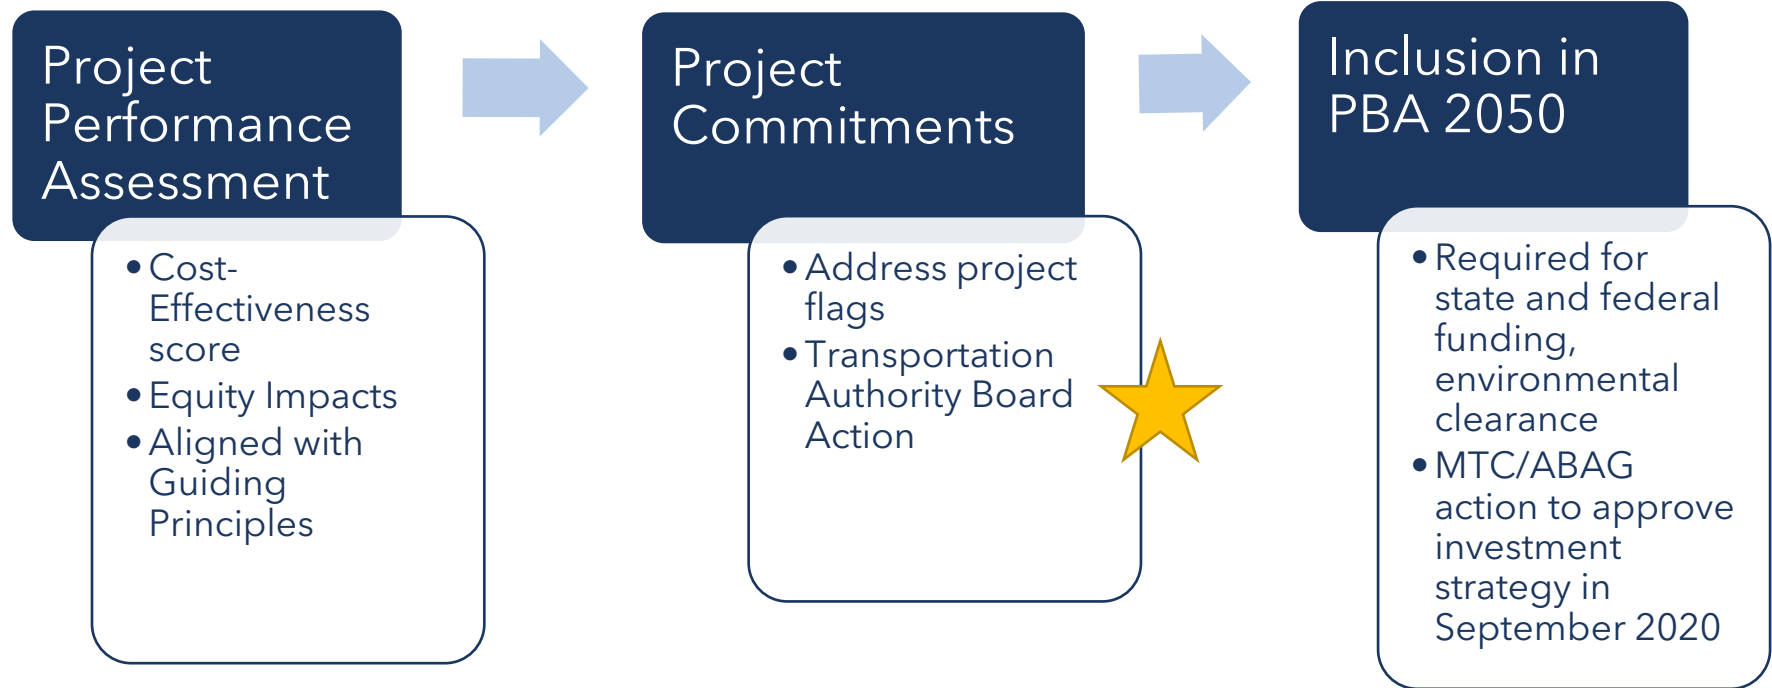 Project
Performance
Assessment
• Cost-
Effectiveness
score
• Equity Impacts
• Aligned with
Guiding
Principles
Project
Commitments
• Address project
flags
• Transportation
Authority Board
Action
Inclusion in
PBA 2050
• Required for
state and federal
funding,
environmental
clearance
• MTC/ABAG
action to approve
investment
strategy in
September 2020